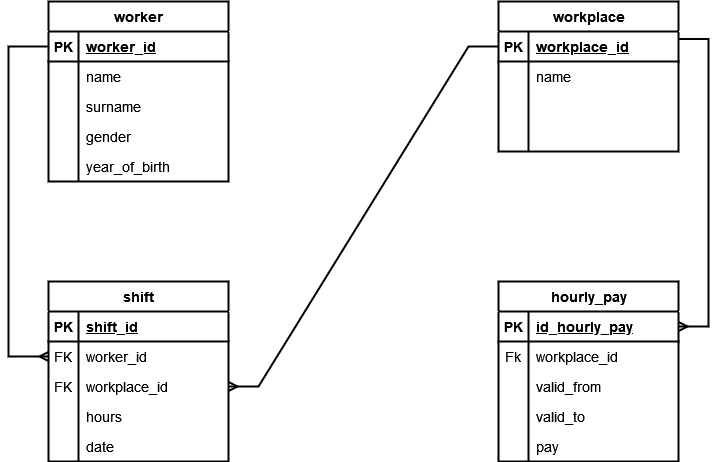 worker
PK worker_id
name
surname
gender
year_of_birth
workplace
PK workplace_id
name
shift
PK shift_id
FK worker_id
FK workplace_id
hours
date
hourly_pay
PK id_hourly_pay
Fk workplace_id
valid_from
valid_to
pay